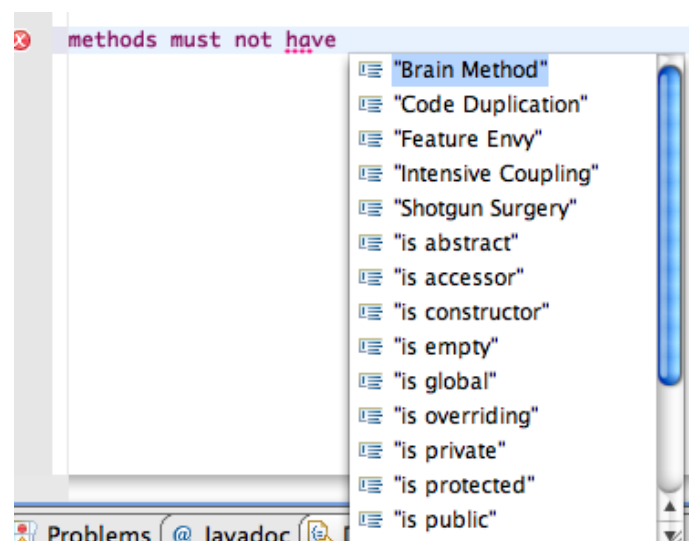 methods must not have
"Brain Method"
"Code Duplication"
"Feature Envy"
"Intensive Coupling"
"Shotgun Surgery"
"is abstract"
"is accessor"
"is constructor"
"is empty"
"is global"
"is overriding"
"is private"
"is protected"
"is public"
Problems @ Javadoc